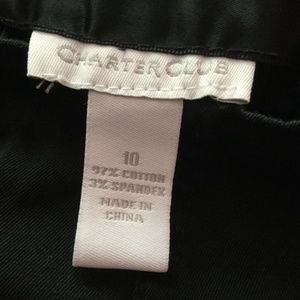 CHARTER CLUB
10
97% COTTON
3% SPANDEX
MADE IN
CHINA